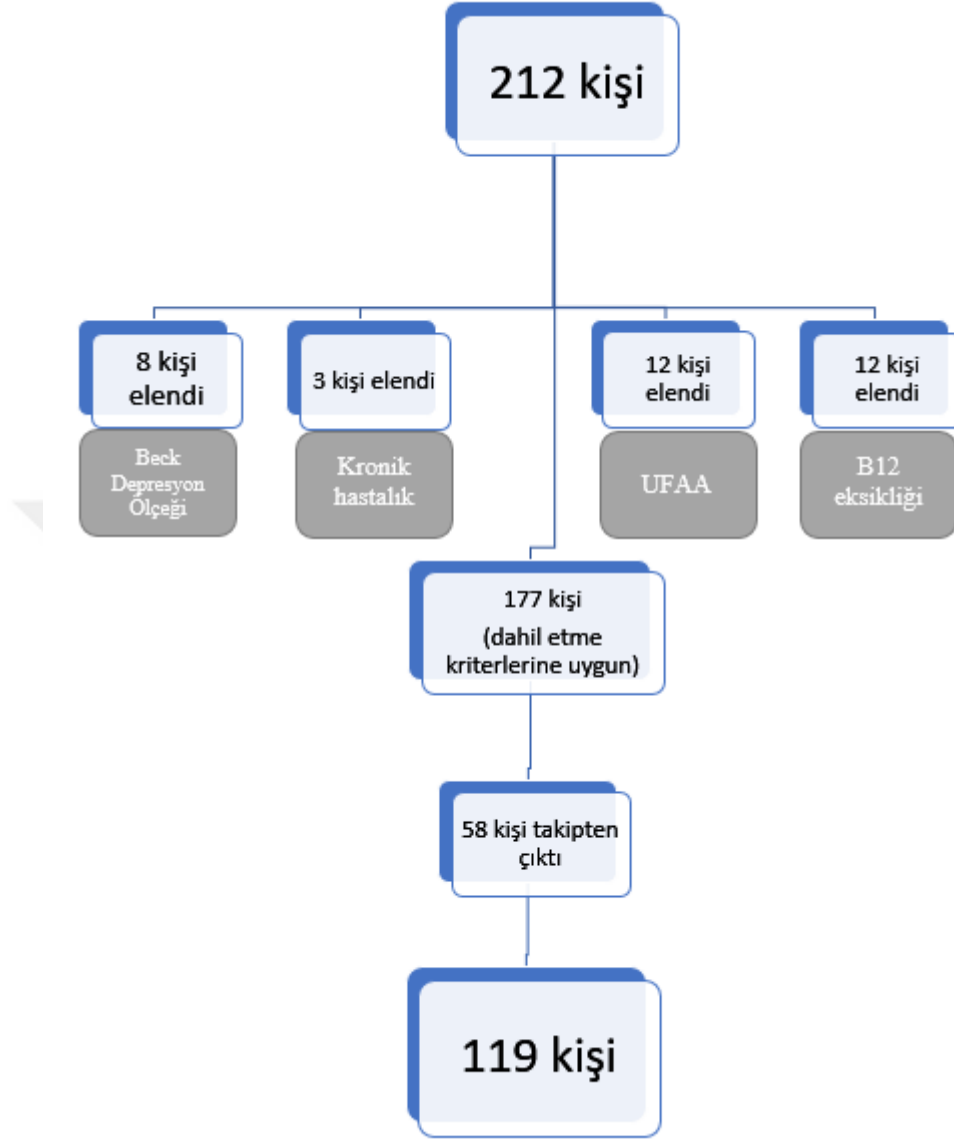 212 kişi
8 kişi
elendi
Beck
Depresyon
Ölçeği
3 kişi elendi
Kronik
hastalık
12 kişi
elendi
UFAA
12 kişi
elendi
B12
eksikliği
177 kişi
(dahil etme
kriterlerine uygun)
58 kişi takipten
çıktı
119 kişi